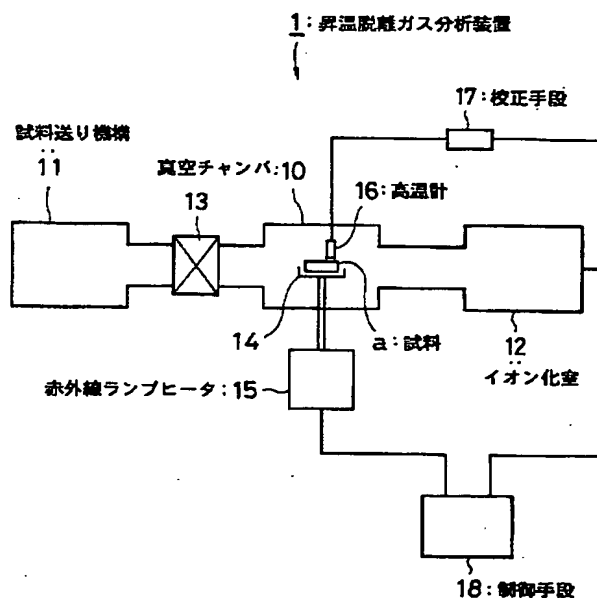 1:昇温脱離ガス分析装置
17:校正手段
試料送り機構
:
11
真空チャンバ:10
13
16:高温計
14
a:試料
12
:
イオン化室
赤外線ランプヒータ:15
18:制御手段